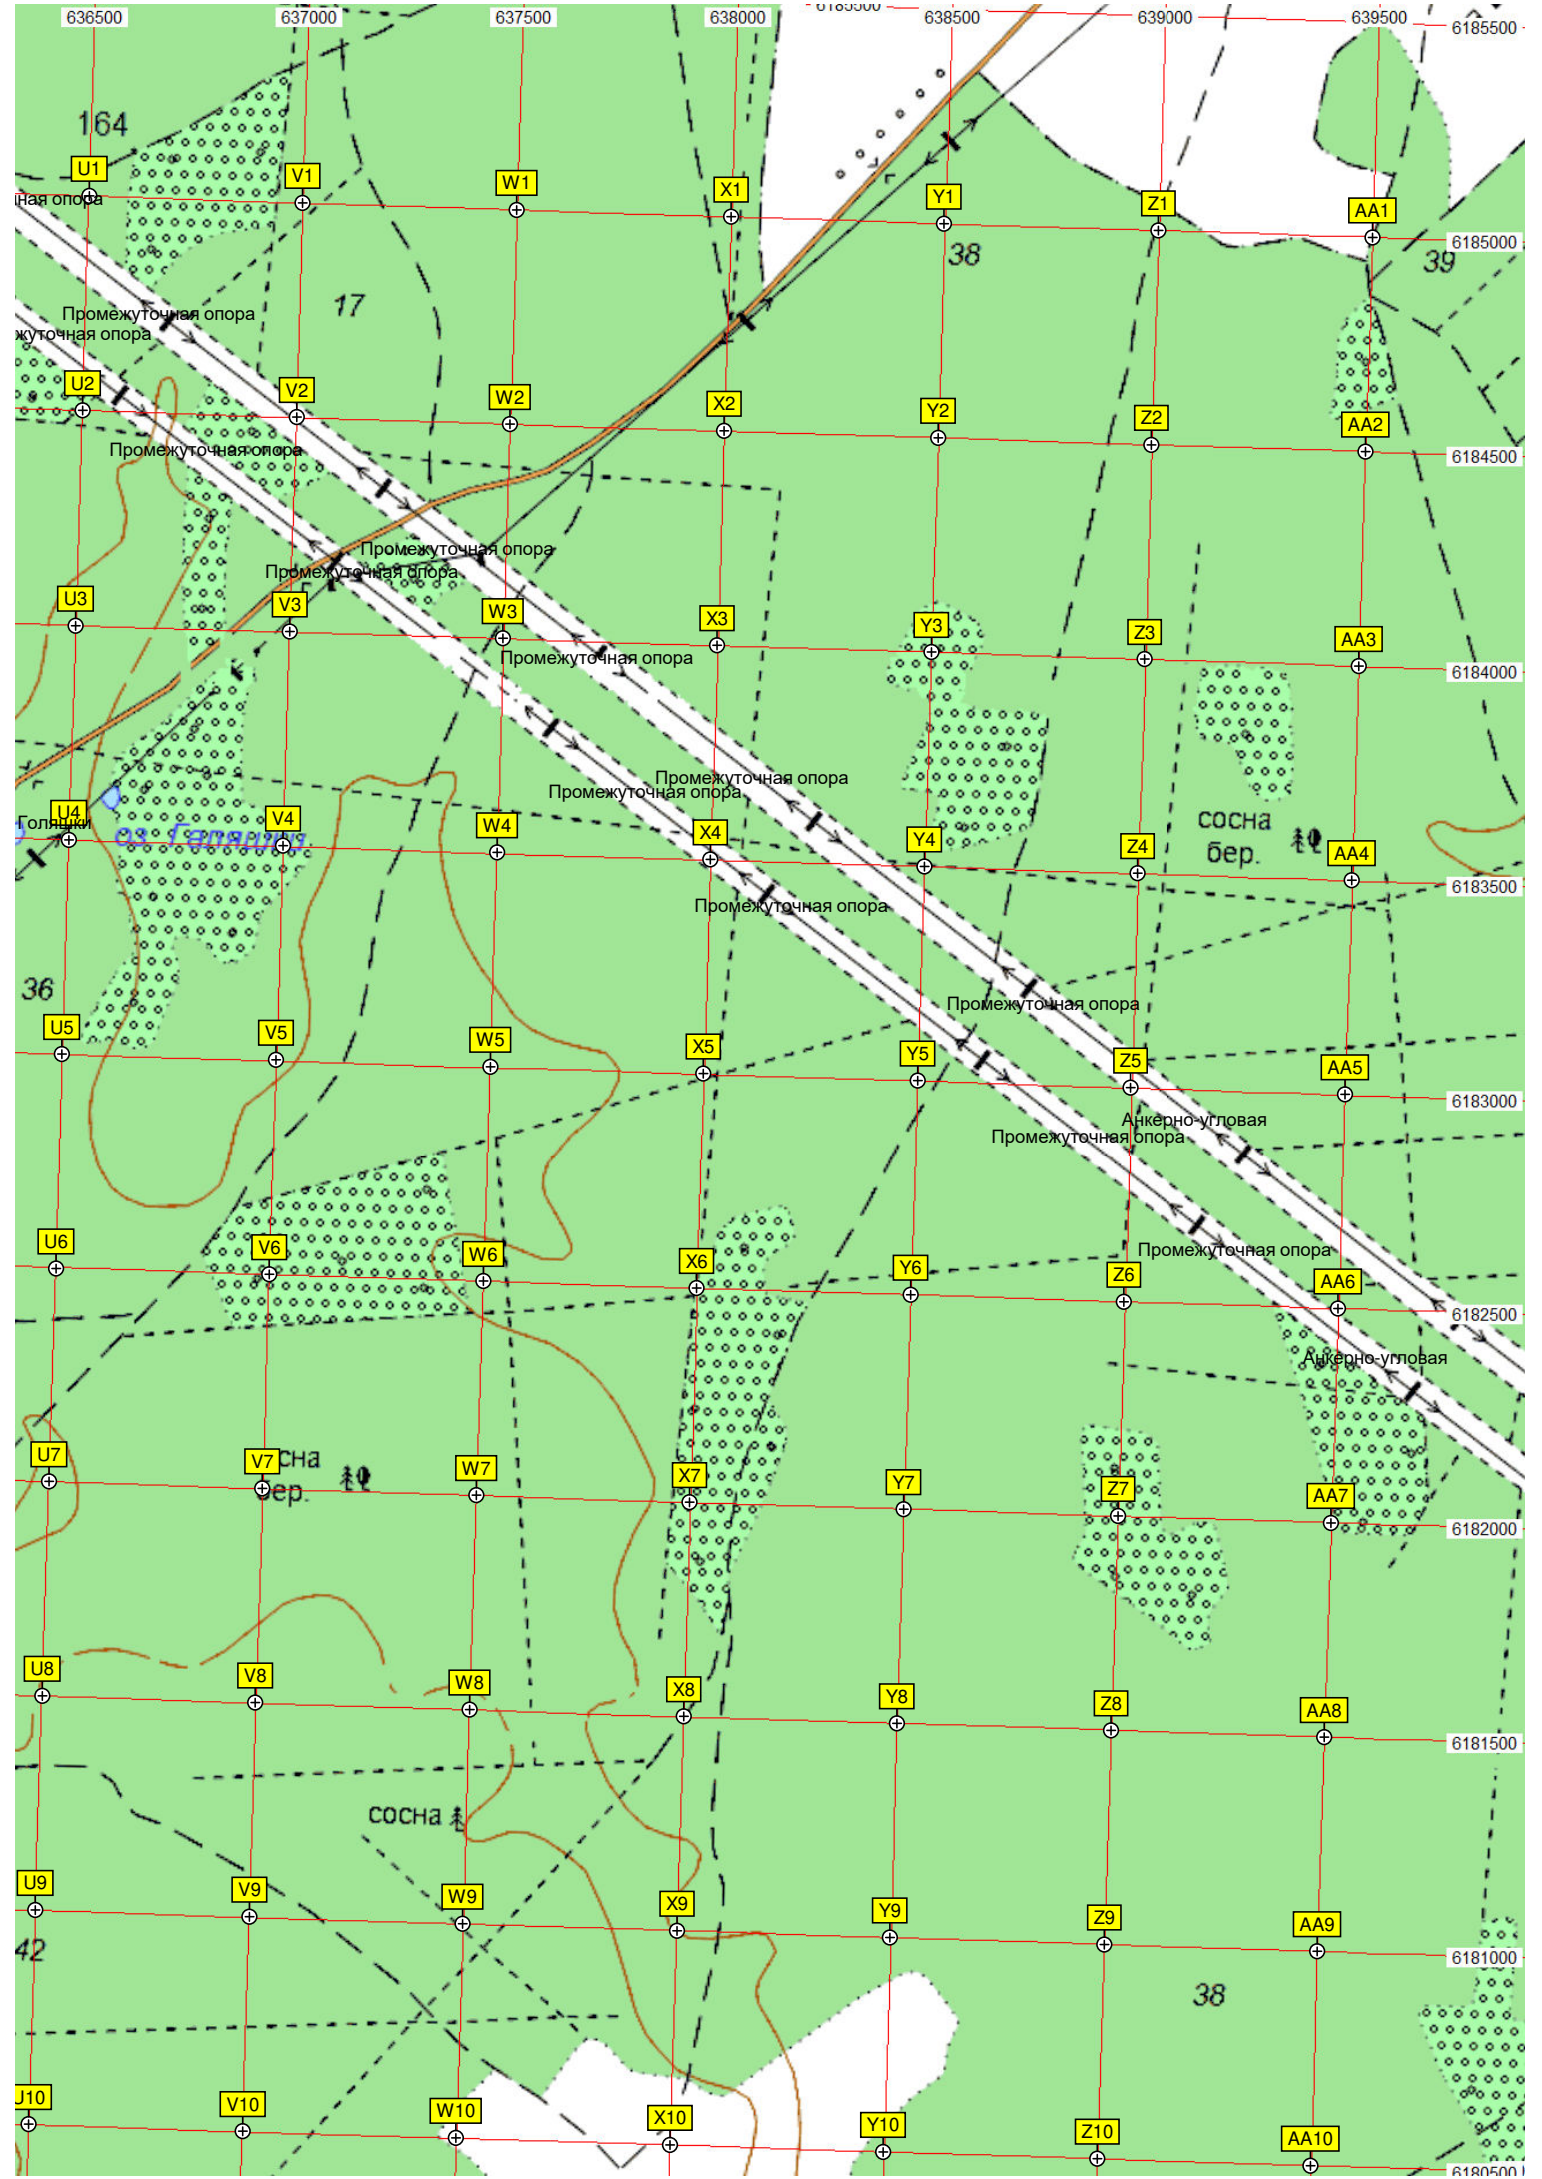 636500 637000 637500 638000 638500 639000 639500
6185500
6185500
164
U1 V1 W1 X1 Y1 Z1 AA1
ная опора
6185000
38
39
17
Промежуточная опора
жуточная опора
U2 V2 W2 X2 Y2 Z2 AA2
Промежуточная опора
6184500
Промежуточная опора
Промежуточная опора
U3 V3 W3 X3 Y3 Z3 AA3
Промежуточная опора
6184000
Промежуточная опора
Промежуточная опора
сосна
бер.
Голяшки
U4 V4 W4 X4 Y4 Z4 AA4
оз.
6183500
Промежуточная опора
36
Промежуточная опора
U5 V5 W5 X5 Y5 Z5 AA5
6183000
Анкерно-угловая
Промежуточная опора
U6 V6 W6 X6 Y6 Z6 AA6
Промежуточная опора
6182500
Анкерно-угловая
сна
бер.
U7 V7 W7 X7 Y7 Z7 AA7
6182000
U8 V8 W8 X8 Y8 Z8 AA8
6181500
сосна
U9 V9 W9 X9 Y9 Z9 AA9
42
6181000
38
U10 V10 W10 X10 Y10 Z10 AA10
6180500